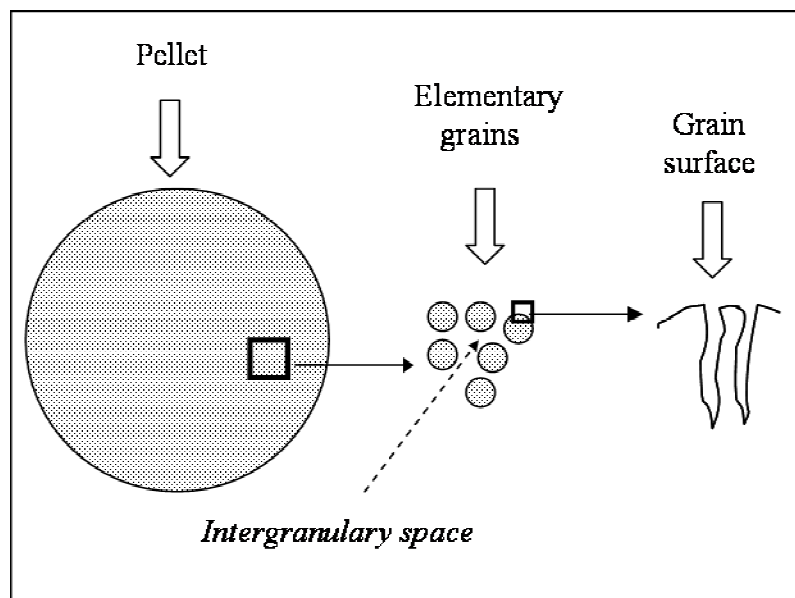 Pellet
Elementary
grains
Grain
surface
Intergranulary space